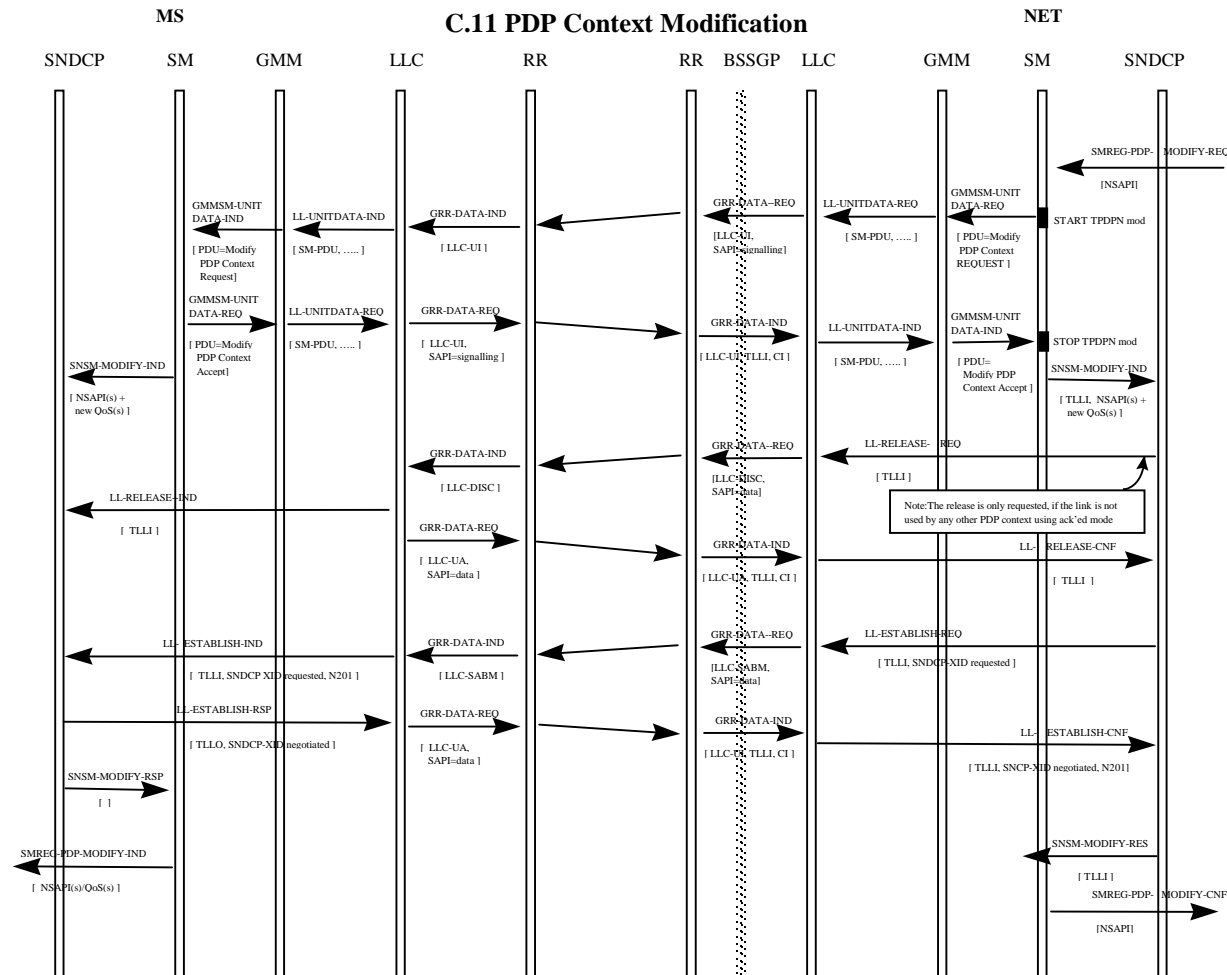 MS
C.11 PDP Context Modification
NET
SNDCP SM GMM LLC RR RR BSSGP LLC GMM SM SNDCP
SMREG-PDP- MODIFY-REQ
[NSAPI]
GMMSM-UNIT
DATA-IND
LL-UNITDATA-IND
GRR-DATA-IND
GRR-DATA--REQ
LL-UNITDATA-REQ
GMMSM-UNIT
DATA-REQ
START TPDPN mod
[ PDU=Modify
PDP Context
Request]
[ SM-PDU, ….. ]
[ LLC-UI ]
[LLC-UI,
SAPI=signalling]
[ SM-PDU, ….. ]
[ PDU=Modify
PDP Context
REQUEST ]
GMMSM-UNIT
DATA-REQ
LL-UNITDATA-REQ
GRR-DATA-REQ
GRR-DATA-IND
LL-UNITDATA-IND
GMMSM-UNIT
DATA-IND
STOP TPDPN mod
[ PDU=Modify
PDP Context
Accept]
[ SM-PDU, ….. ]
[ LLC-UI,
SAPI=signalling ]
[ LLC-UI, TLLI, CI ]
[ SM-PDU, ….. ]
[ PDU=
Modify PDP
Context Accept ]
SNSM-MODIFY-IND
[ NSAPI(s) +
new QoS(s) ]
SNSM-MODIFY-IND
[ TLLI, NSAPI(s) +
new QoS(s) ]
GRR-DATA-IND
GRR-DATA--REQ
LL-RELEASE- REQ
[ LLC-DISC ]
[LLC-DISC,
SAPI=data]
[ TLLI ]
Note:The release is only requested, if the link is not
used by any other PDP context using ack'ed mode
LL-RELEASE--IND
[ TLLI ]
GRR-DATA-REQ
GRR-DATA-IND
LL- RELEASE-CNF
[ LLC-UA,
SAPI=data ]
[ LLC-UA, TLLI, CI ]
[ TLLI ]
LL- ESTABLISH-IND
GRR-DATA-IND
GRR-DATA--REQ
LL-ESTABLISH-REQ
[ TLLI, SNDCP XID requested, N201 ]
[ LLC-SABM ]
[LLC-SABM,
SAPI=data]
[ TLLI, SNDCP-XID requested ]
LL-ESTABLISH-RSP
GRR-DATA-REQ
GRR-DATA-IND
LL- ESTABLISH-CNF
[ TLLO, SNDCP-XID negotiated ]
[ LLC-UA,
SAPI=data ]
[ LLC-UI, TLLI, CI ]
[ TLLI, SNCP-XID negotiated, N201]
SNSM-MODIFY-RSP
[ ]
SMREG-PDP-MODIFY-IND
[ NSAPI(s)/QoS(s) ]
SNSM-MODIFY-RES
[ TLLI ]
SMREG-PDP- MODIFY-CNF
[NSAPI]